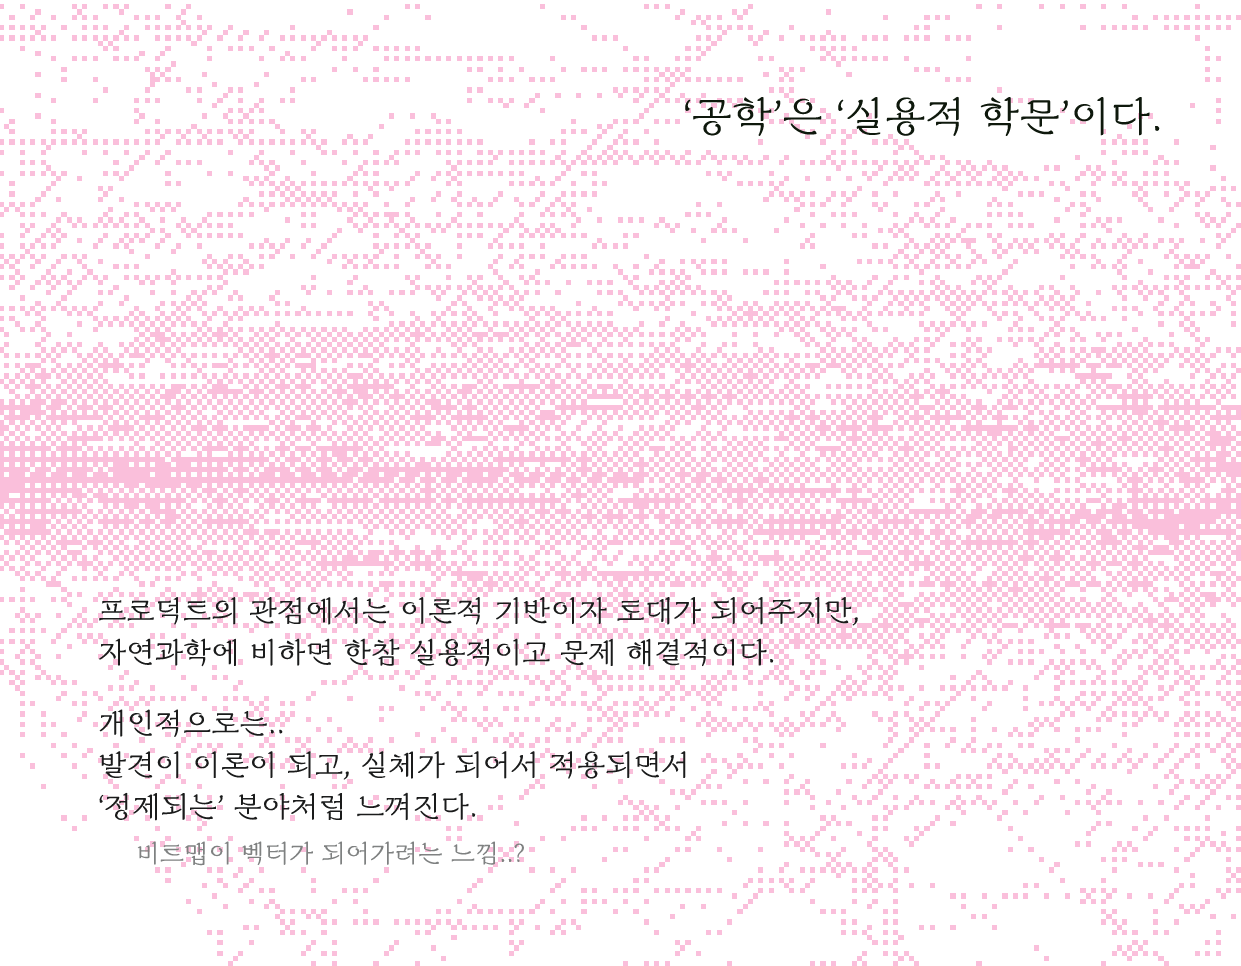 ‘공학’은 ‘실용적 학문’이다.
프로덕트의 관점에서는 이론적 기반이자 토대가 되어주지만,
자연과학에 비하면 한참 실용적이고 문제 해결적이다.
개인적으로는..
발견이 이론이 되고, 실체가 되어서 적용되면서
‘정제되는’ 분야처럼 느껴진다.
비트맵이 벡터가 되어가려는 느낌..?